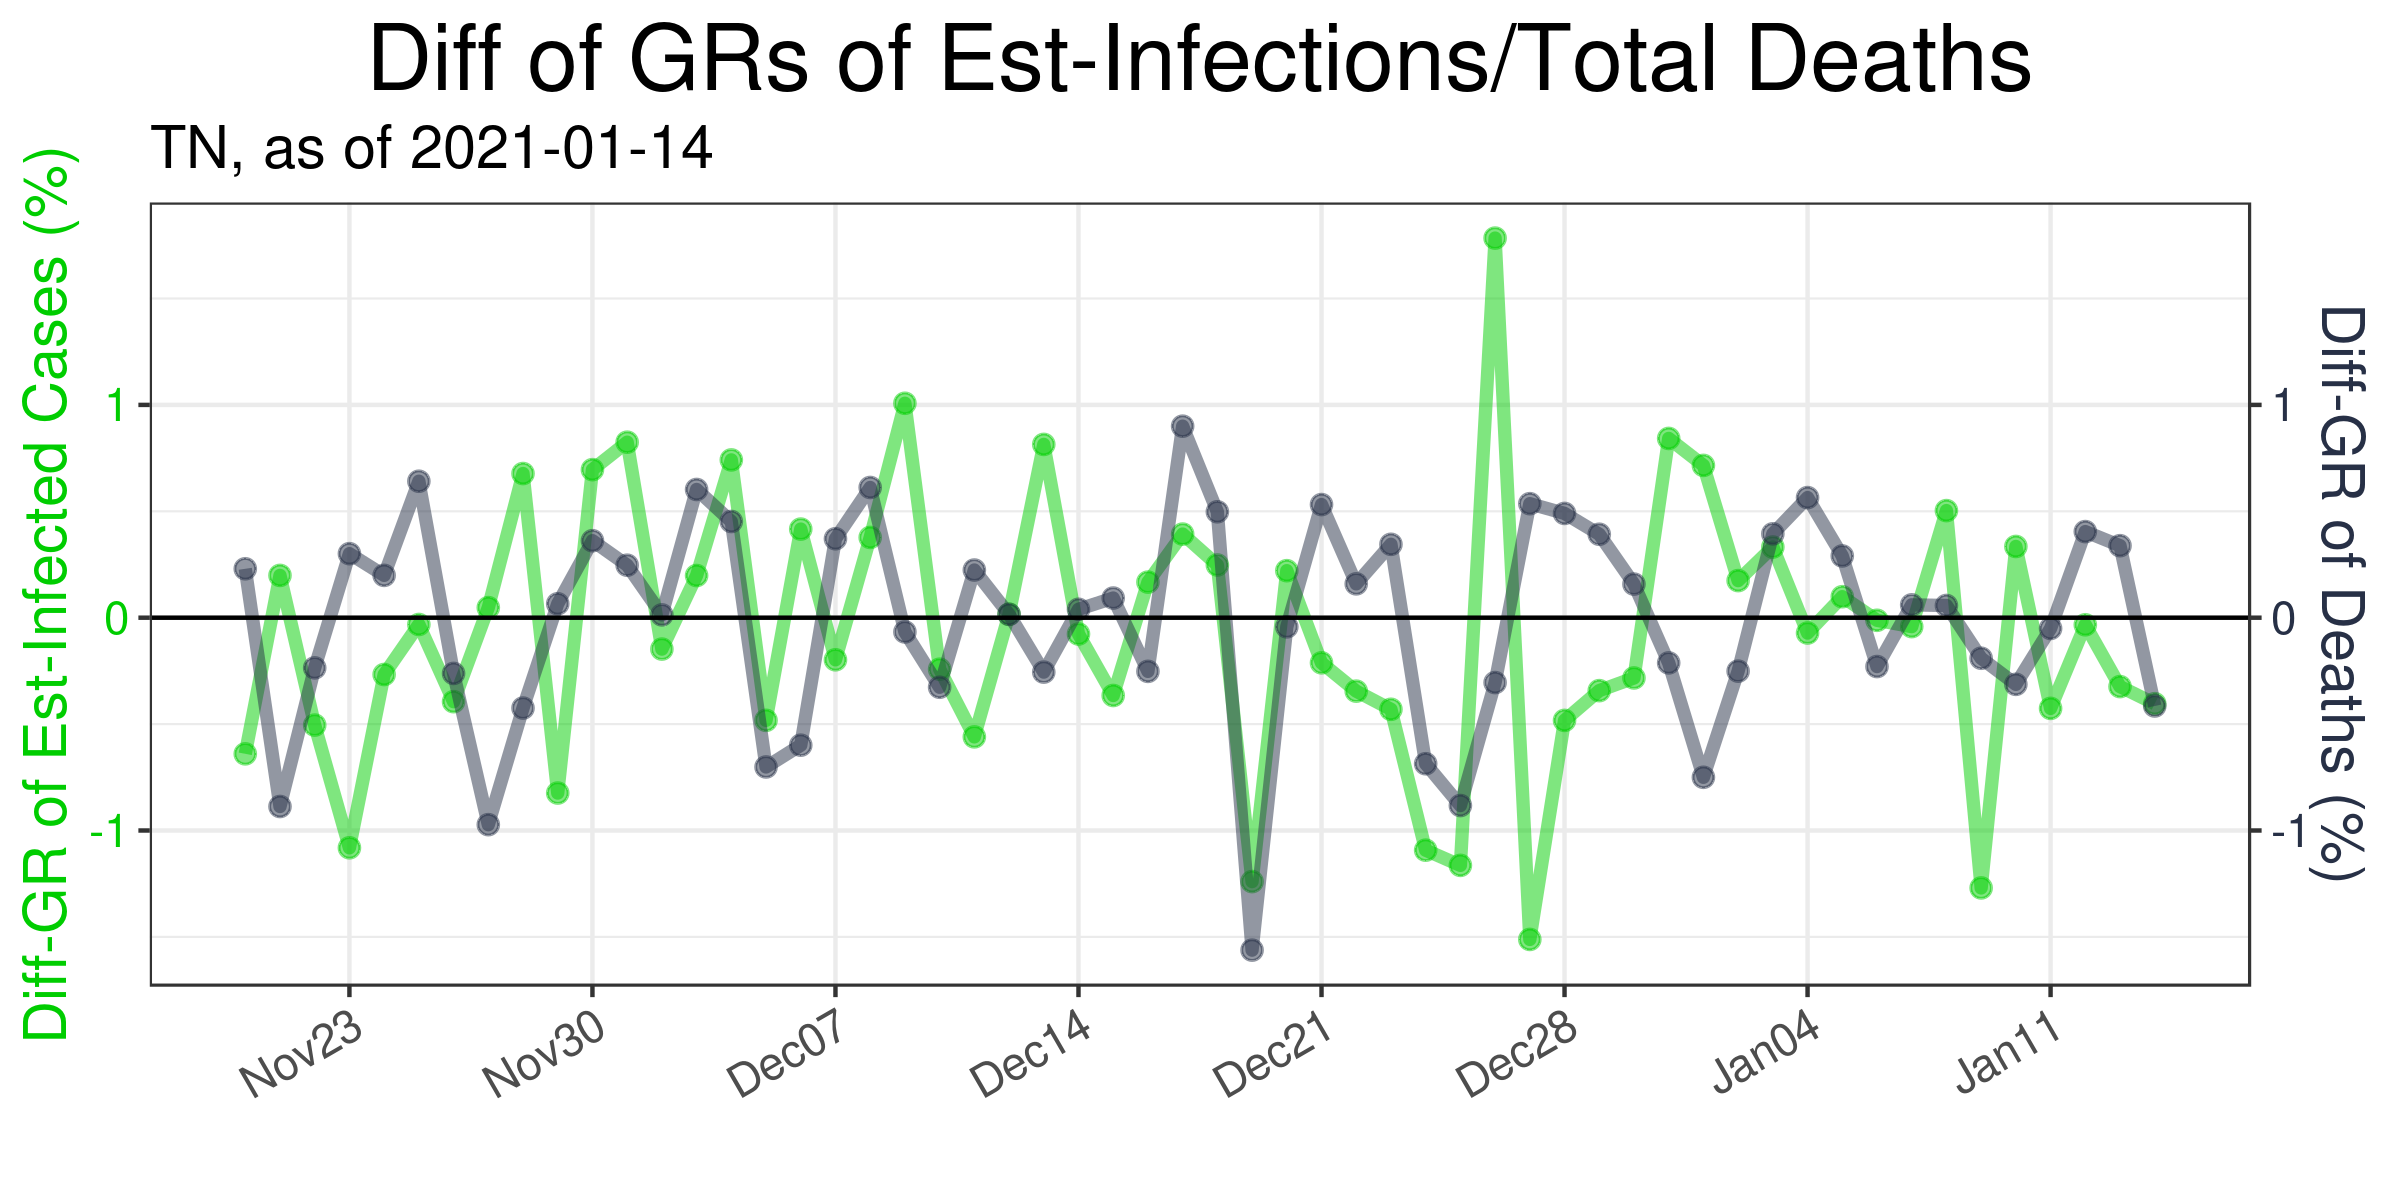 Diff of GRs of Est-Infections/Total Deaths
TN, as of 2021-01-14
Diff-GR of Est-Infected Cases (%)
1
0
-1
1
0
-1
Diff-GR of Deaths (%)
Nov23
Nov30
Dec07
Dec14
Dec21
Dec28
Jan04
Jan11